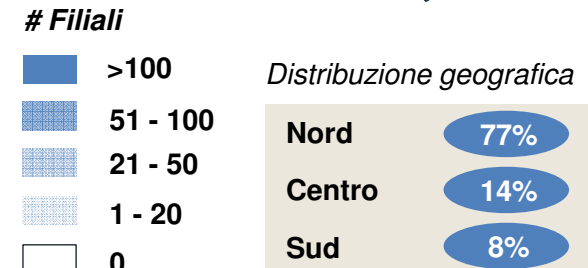 # Filiali
>100
51 - 100
21 - 50
1 - 20
0
Distribuzione geografica
Nord 77%
Centro 14%
Sud 8%